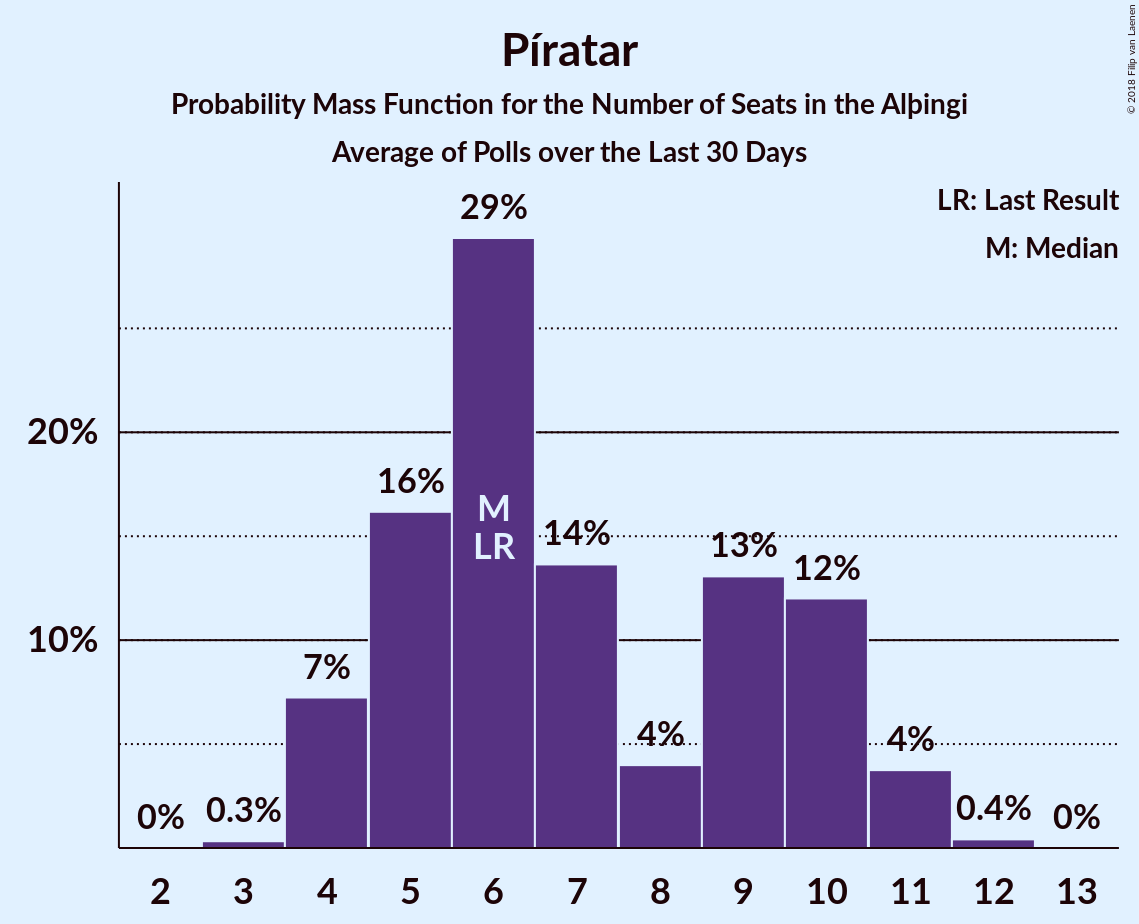 Píratar
Probability Mass Function for the Number of Seats in the Alþingi
Average of Polls over the Last 30 Days
© 2018 Filip van Laenen
LR: Last Result
M: Median
29%
20%
16%
M
LR
14%
13%
12%
10%
7%
4%
4%
0%
0.3%
0.4%
0%
2 3 4 5 6 7 8 9 10 11 12 13